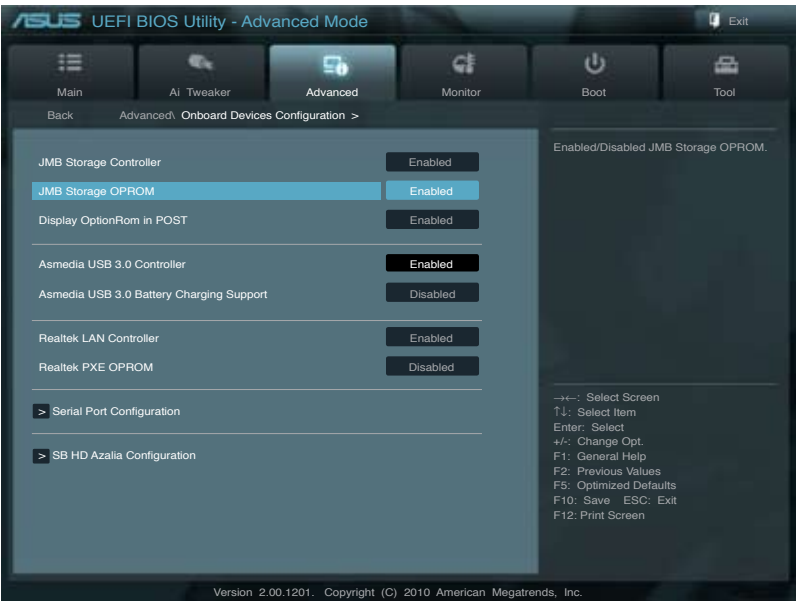 ASUS UEFI BIOS Utility - Advanced Mode
Exit
Main
Ai Tweaker
Advanced
Monitor
Boot
Tool
Back Advanced\ Onboard Devices Configuration >
JMB Storage Controller Enabled
JMB Storage OPROM Enabled
Display OptionRom in POST Enabled
Asmedia USB 3.0 Controller Enabled
Asmedia USB 3.0 Battery Charging Support Disabled
Realtek LAN Controller Enabled
Realtek PXE OPROM Disabled
> Serial Port Configuration
> SB HD Azalia Configuration
Enabled/Disabled JMB Storage OPROM.
→←: Select Screen
↑↓: Select Item
Enter: Select
+/-: Change Opt.
F1: General Help
F2: Previous Values
F5: Optimized Defaults
F10: Save ESC: Exit
F12: Print Screen
Version 2.00.1201. Copyright (C) 2010 American Megatrends, Inc.